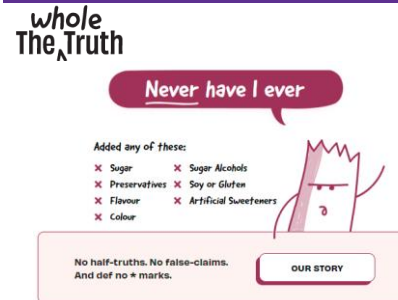 whole
The Truth
Never have I ever
Added any of these:
× Sugar
× Sugar Alcohols
× Preservatives
× Soy or Gluten
× Flavour
× Artificial Sweeteners
× Colour
No half-truths. No false-claims.
And def no * marks.
OUR STORY